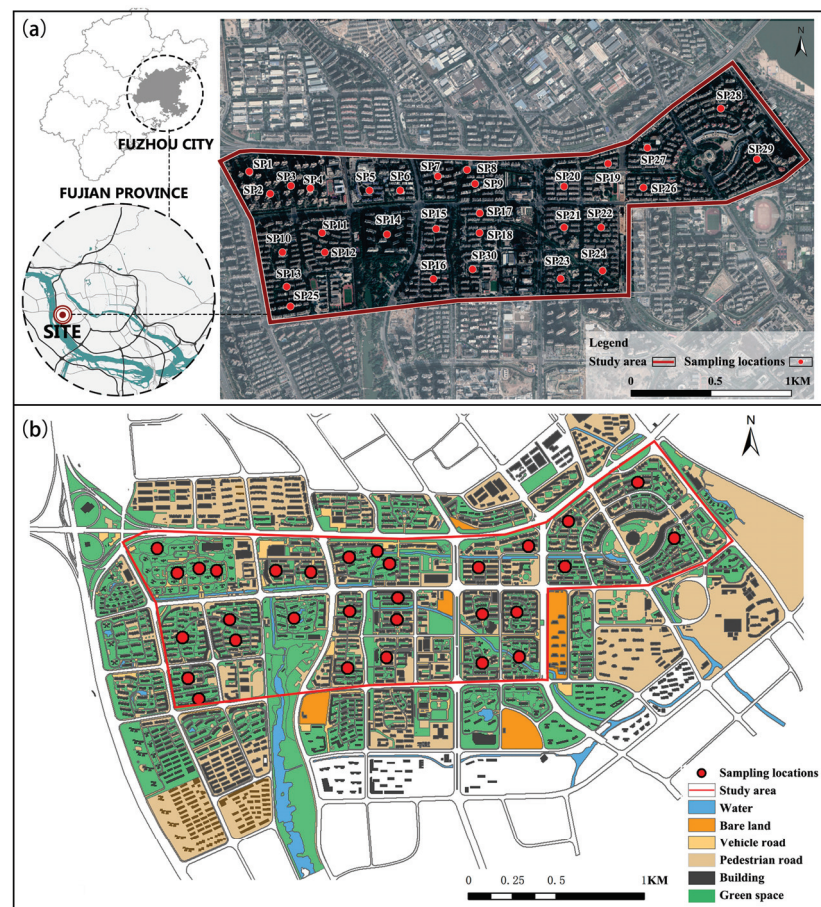 (a)
N
FUZHOU CITY
FUJIAN PROVINCE
SITE
SP28
SP29
SP27
SP26
SP1
SP2
SP3
SP4
SP5
SP6
SP7
SP8
SP9
SP20
SP19
SP10
SP11
SP12
SP14
SP15
SP17
SP18
SP21
SP22
SP13
SP25
SP16
SP30
SP23
SP24
Legend
Study area
Sampling locations
0 0.5 1KM
(b)
N
Sampling locations
Study area
Water
Bare land
Vehicle road
Pedestrian road
Building
Green space
0 0.25 0.5 1KM